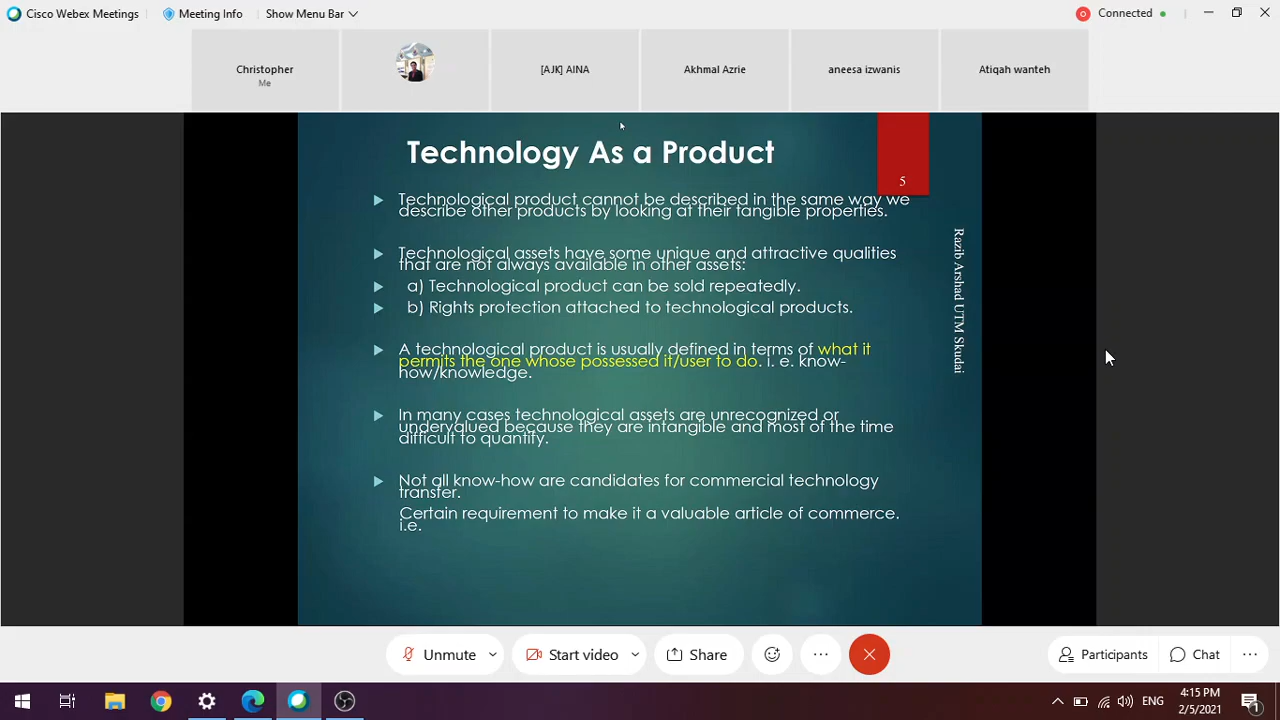 Cisco Webex Meetings
Meeting Info
Show Menu Bar
Connected
Christopher
Me
[AJK] AINA
Akhmal Azrie
aneesa izwanis
Atiqah wanteh
Technology As a Product
5
Technological product cannot be described in the same way we
describe other products by looking at their tangible properties.
Technological assets have some unique and attractive qualities
that are not always available in other assets:
a) Technological product can be sold repeatedly.
b) Rights protection attached to technological products.
A technological product is usually defined in terms of what it
permits the one whose possessed it/user to do. i. e. know-
how/knowledge.
In many cases technological assets are unrecognized or
undervalued because they are intangible and most of the time
difficult to quantify.
Not all know-how are candidates for commercial technology
transfer.
Certain requirement to make it a valuable article of commerce.
i.e.
Razib Arshad UTM Skudai
Unmute
Start video
Share
Participants
Chat
ENG
4:15 PM
2/5/2021
1